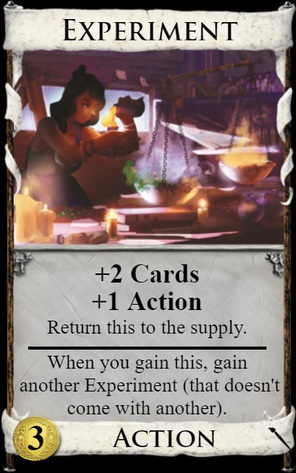 EXPERIMENT
+2 Cards
+1 Action
Return this to the supply.
When you gain this, gain
another Experiment (that doesn't
come with another).
3
ACTION